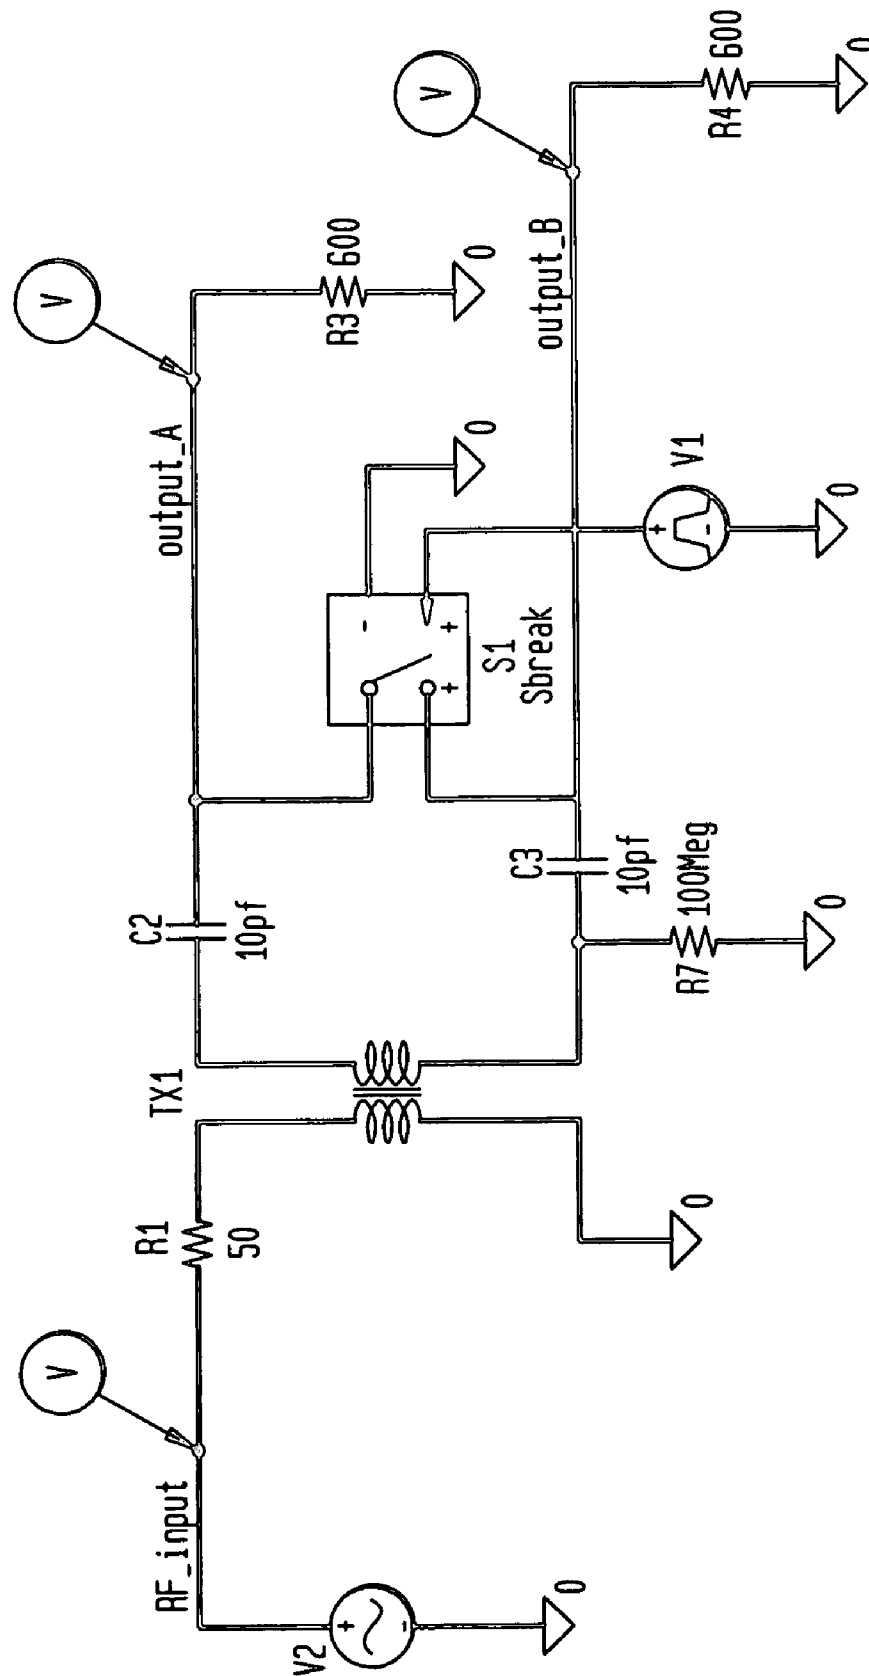 V
RF_input
V2
+
-
0
R1
50
0
TX1
C2
10pf
R7
100Meg
0
C3
10pf
-
+
+
S1
Sbreak
0
V1
+
-
0
output_A
V
R3
600
0
output_B
V
R4
600
0